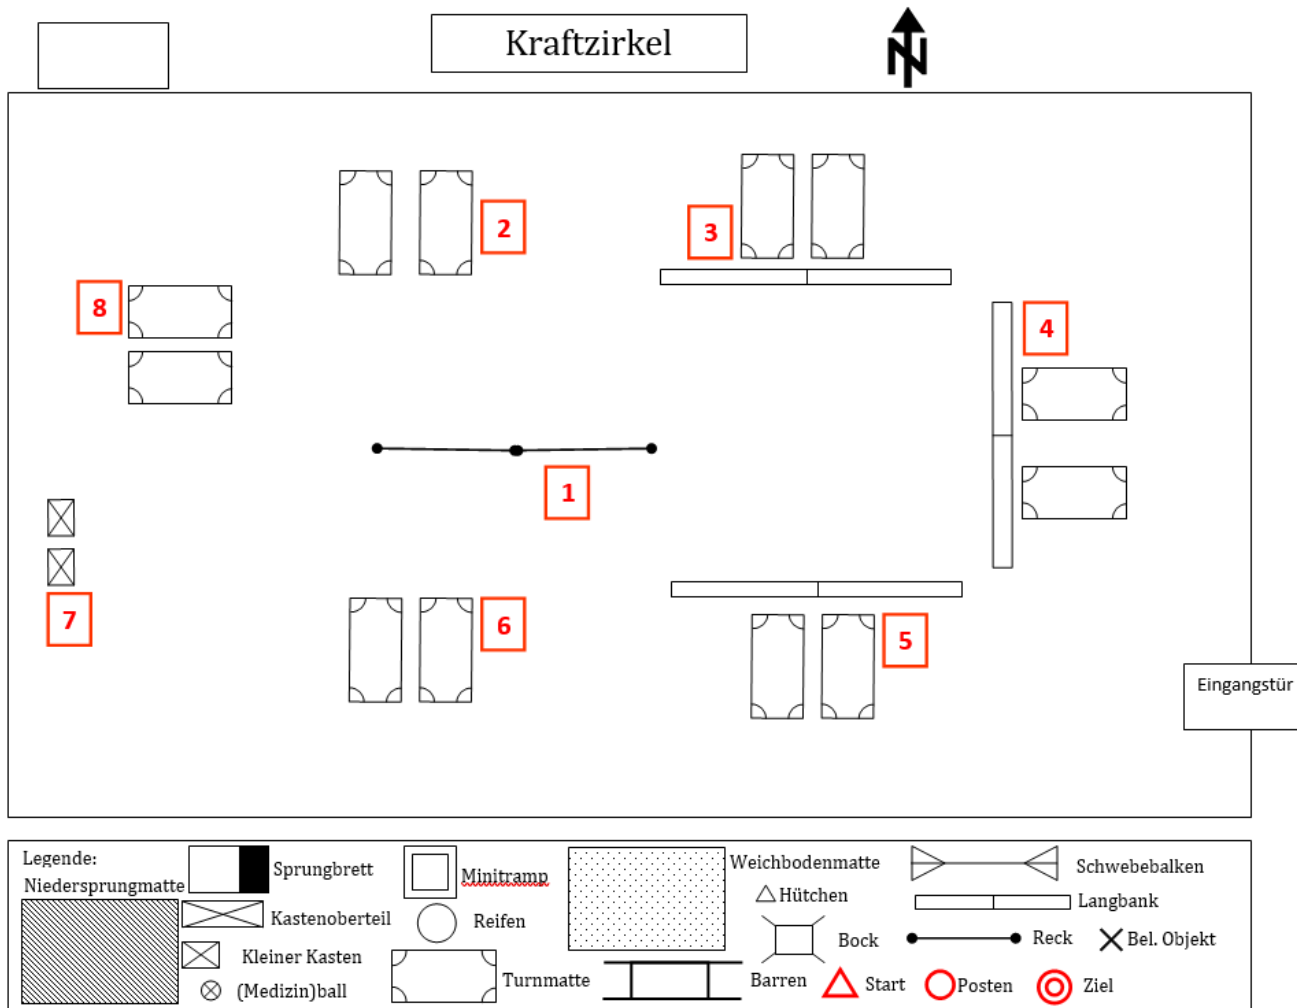 Kraftzirkel
N
2
3
8
4
1
7
6
5
Eingangstür
Legende:
Niedersprungmatte
Sprungbrett
Minitramp
Weichbodenmatte
Schwebebalken
Hütchen
Langbank
Kastenoberteil
Reifen
Bock
Reck
Bel. Objekt
Kleiner Kasten
Turnmatte
Barren
Start
Posten
Ziel
(Medizin)ball